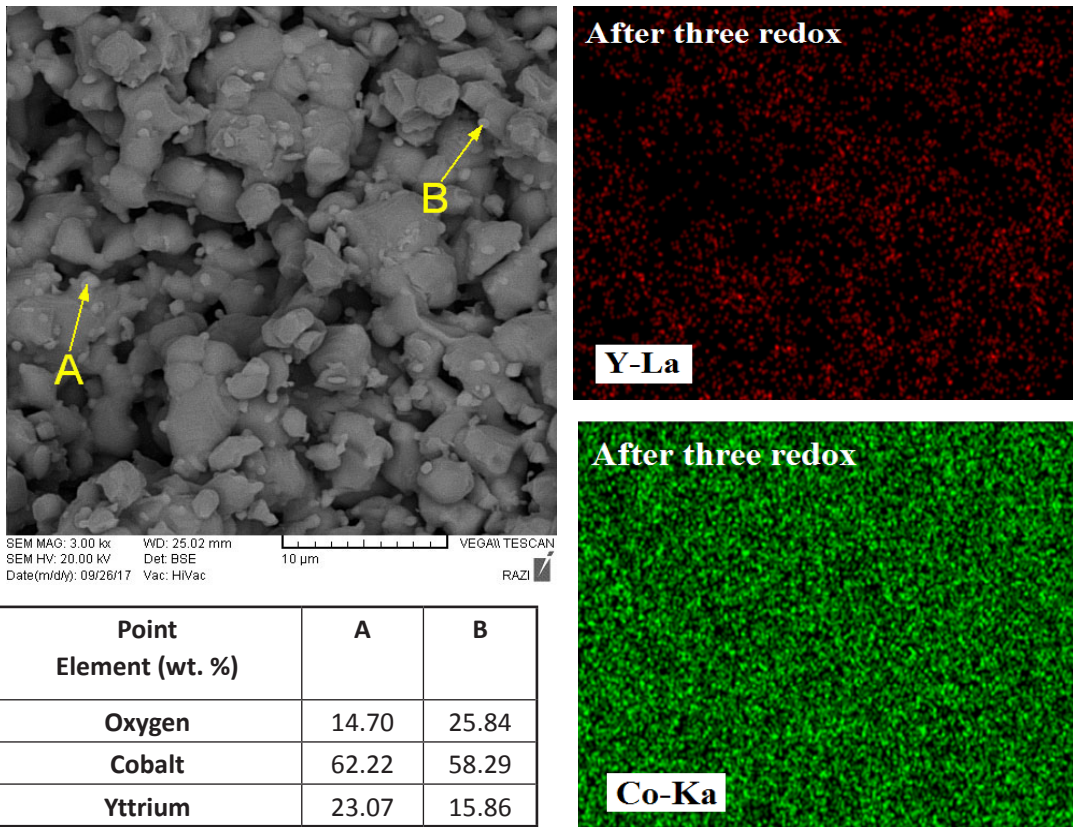 After three redox
B
A
Y-La
SEM MAG: 3.00 kx WD: 25.02 mm VEGA\\ TESCAN
SEM HV: 20.00 kV Det: BSE 10 µm
Date(m/d/y): 09/26/17 Vac: HiVac RAZI
After three redox
Co-Ka
Point A B
Element (wt. %)
Oxygen 14.70 25.84
Cobalt 62.22 58.29
Yttrium 23.07 15.86